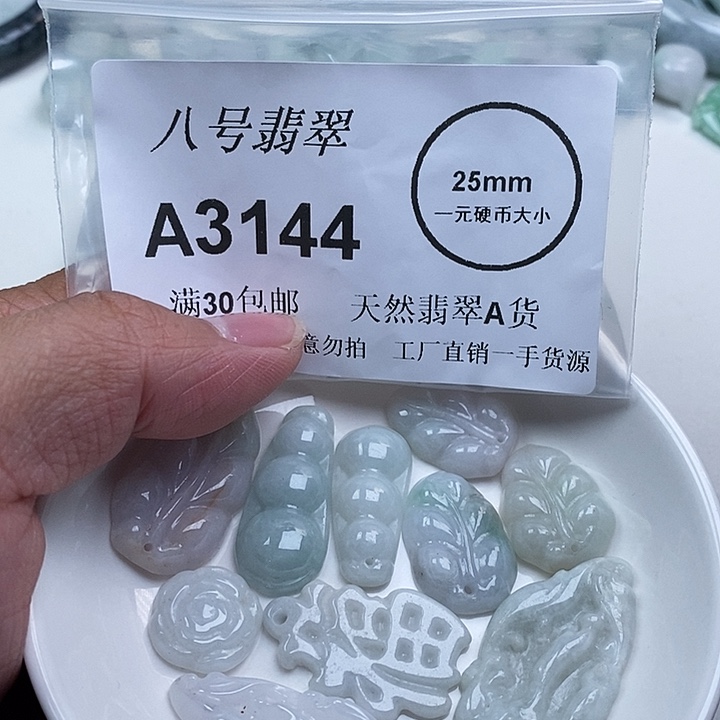 八号翡翠
25mm
一元硬币大小
A3144
满30包邮 天然翡翠A货
意勿拍 工厂直销一手货源
福